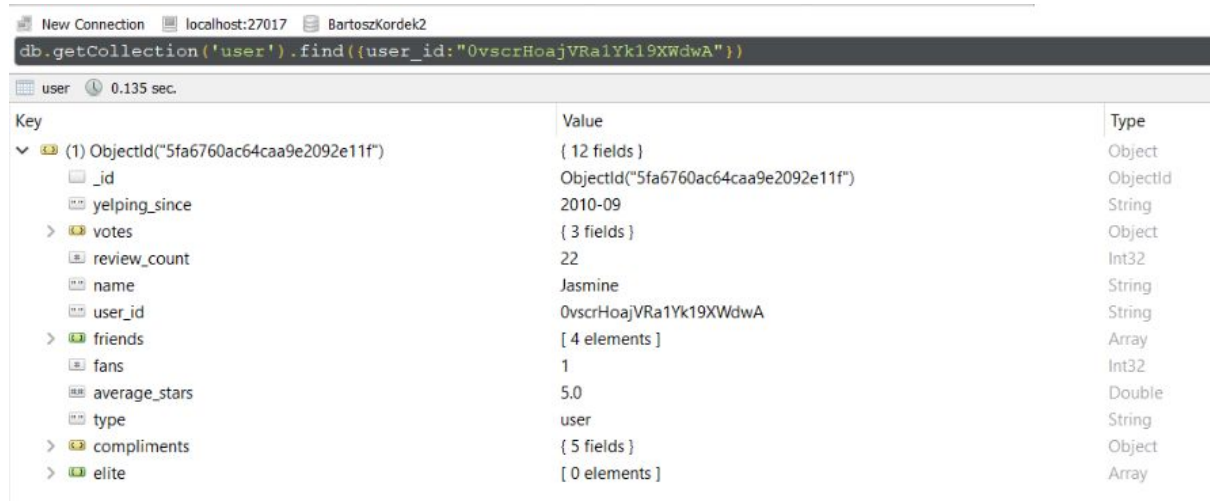 New Connection localhost:27017 BartoszKordek2
db.getCollection('user').find({user_id:"0vscrHoajVRa1Yk19XWdwA"})
user 0.135 sec.
Key Value Type
(1) ObjectId("5fa6760ac64caa9e2092e11f") { 12 fields } Object
_id ObjectId("5fa6760ac64caa9e2092e11f") ObjectId
yelping_since 2010-09 String
votes { 3 fields } Object
review_count 22 Int32
name Jasmine String
user_id 0vscrHoajVRa1Yk19XWdwA String
friends [ 4 elements ] Array
fans 1 Int32
average_stars 5.0 Double
type user String
compliments { 5 fields } Object
elite [ 0 elements ] Array